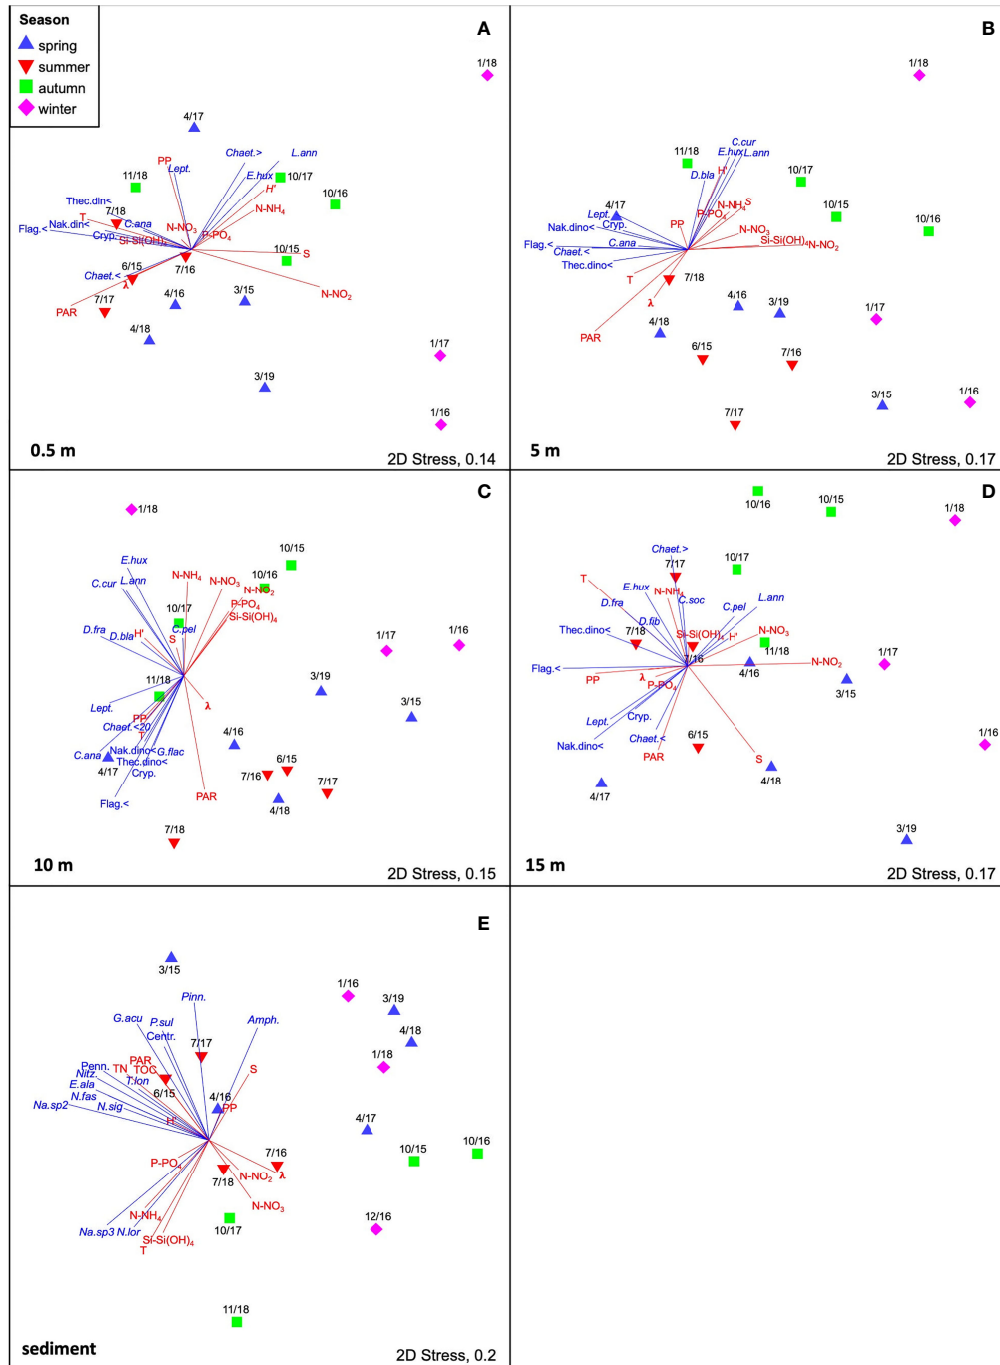 Season
spring
summer
autumn
winter
A
1/18
4/17
PP
Lept.
Chaet.>
L.ann
E.hux
10/17
H'
11/18
10/16
Thec.din<
T
7/18
C.ana
N-NH4
Nak.din<
N-NO3
Flag.<
Cryp.
Si-Si(OH)4
P-PO4
10/15
S
6/15
Chaet.<
7/16
λ
N-NO2
PAR
7/17
4/16
3/15
4/18
1/17
3/19
1/16
0.5 m
2D Stress, 0.14
B
1/18
C.cur
E.hux
L.ann
11/18
H'
10/17
D.bla
4/17
N-NH4
S
P-PO4
10/15
10/16
Lept.
Nak.dino<
Cryp.
PP
N-NO3
Flag.<
C.ana
Si-Si(OH)4
N-NO2
Chaet.<
Thec.dino<
T
7/18
λ
PAR
4/18
4/16
3/19
1/17
6/15
7/16
7/17
3/15
1/16
5 m
2D Stress, 0.17
C
1/18
E.hux
10/15
C.cur
L.ann
N-NH4
N-NO3
10/16
N-NO2
P-PO4
10/17
Si-Si(OH)4
D.fra
D.bla
H'
C.pel
S
1/17
1/16
11/18
3/19
λ
3/15
Lept.
PP
Chaet.<20
T
4/16
C.ana
Nak.dino<
G.flac
4/17
Thec.dino<
Cryp.
7/16
6/15
Flag.<
PAR
4/18
7/17
7/18
10 m
2D Stress, 0.15
D
10/16
10/15
1/18
Chaet.>
7/17
10/17
T
E.hux
N-NH4
D.fra
C.soc
L.ann
D.fib
C.pel
Thec.dino<
7/18
Si-Si(OH)4
H'
N-NO3
11/18
7/16
4/16
Flag.<
N-NO2
1/17
PP
λ
P-PO4
3/15
Lept.
Cryp.
Nak.dino<
Chaet.<
PAR
6/15
S
1/16
4/17
4/18
3/19
15 m
2D Stress, 0.17
E
3/15
Pinn.
1/16
3/19
G.acu
P.sul
Amph.
Centr.
7/17
4/18
1/18
PAR
Penn.
TN
TOC
S
Nitz.
T.lon
E.ala
6/15
4/16
N.fas
PP
Na.sp2
N.sig
H'
4/17
10/15
10/16
P-PO4
7/16
7/18
N-NO2
λ
N-NH4
N-NO3
Na.sp3
N.lor
10/17
12/16
Si-Si(OH)4
T
11/18
sediment
2D Stress, 0.2